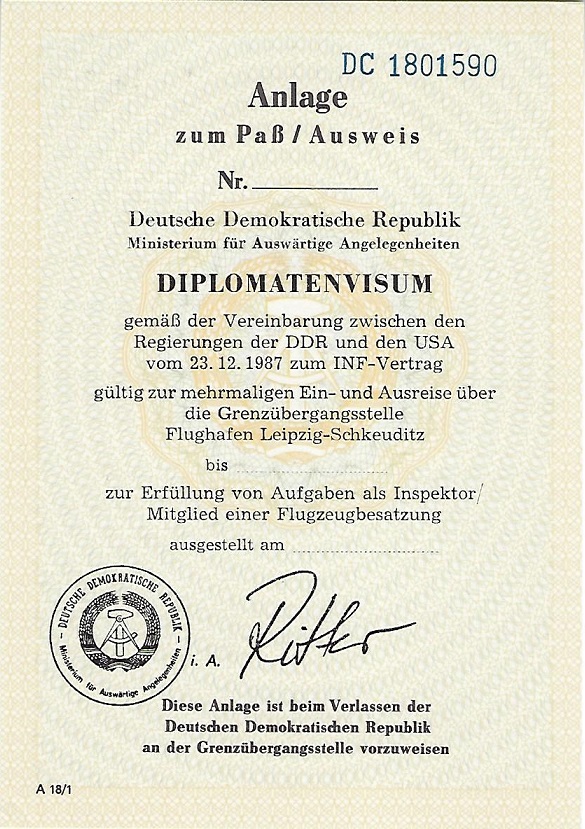 DC 1801590
Anlage
zum Paß/Ausweis
Nr.
Deutsche Demokratische Republik
Ministerium für Auswärtige Angelegenheiten
DIPLOMATENVISUM
gemäß der Vereinbarung zwischen den
Regierungen der DDR und den USA
vom 23.12.1987 zum INF-Vertrag
gültig zur mehrmaligen Ein- und Ausreise über
die Grenzübergangsstelle
Flughafen Leipzig-Schkeuditz
bis
zur Erfüllung von Aufgaben als Inspektor/
Mitglied einer Flugzeugbesatzung
ausgestellt am
DEUTSCHE DEMOKRATISCHE REPUBLIK
Ministerium für Auswärtige Angelegenheiten
i. A.
Diese Anlage ist beim Verlassen der
Deutschen Demokratischen Republik
an der Grenzübergangsstelle vorzuweisen
A 18/1